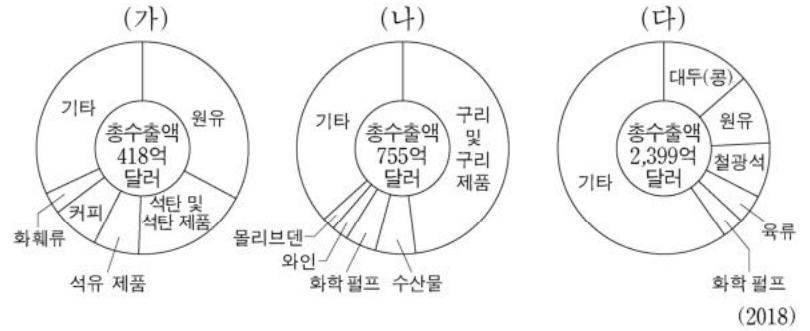 (가)
원유
석탄 및
석탄 제품
석유 제품
커피
화훼류
기타
총수출액
418억
달러
(나)
구리
및
구리
제품
수산물
화학 펄프
와인
몰리브덴
기타
총수출액
755억
달러
(다)
대두(콩)
원유
철광석
육류
화학 펄프
기타
총수출액
2,399억
달러
(2018)